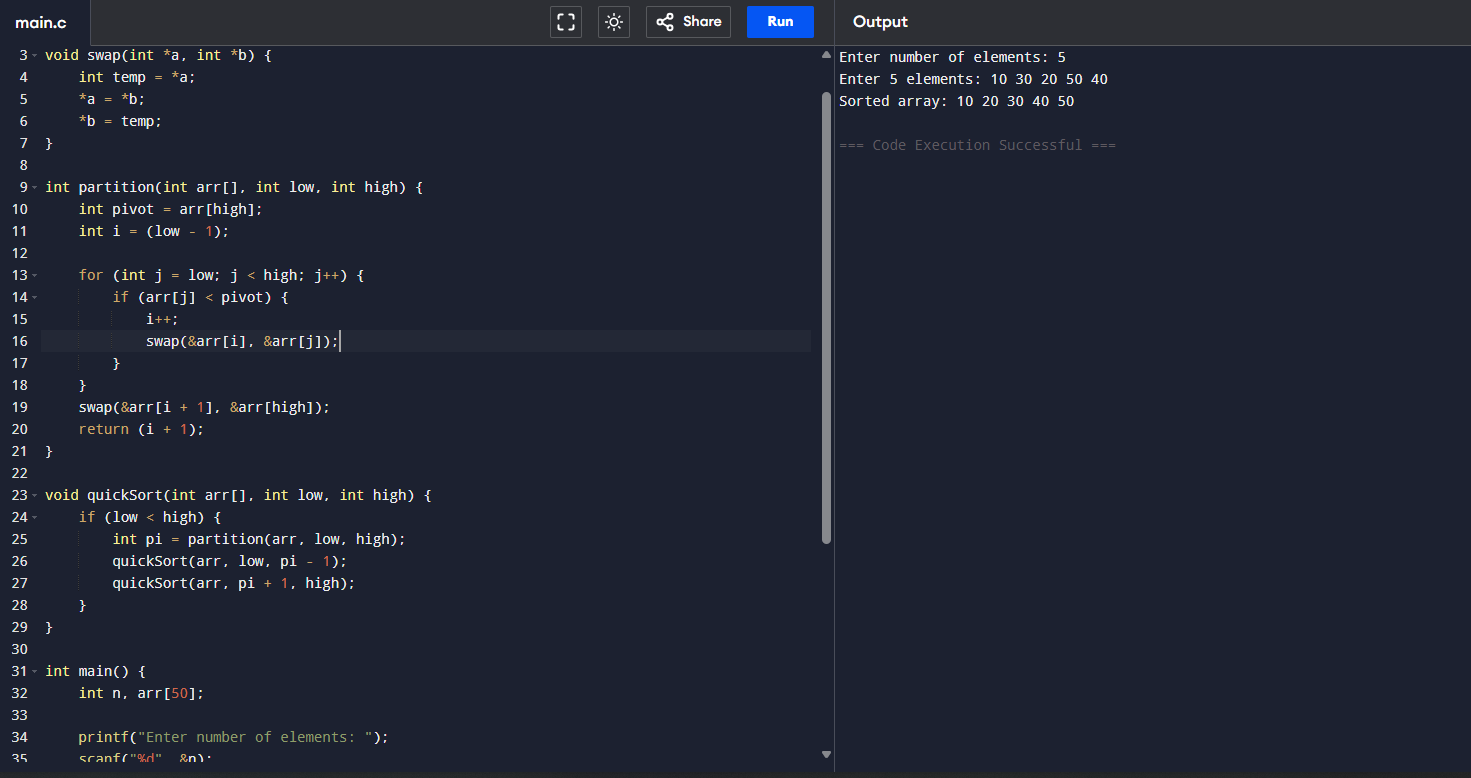 main.c
Share
Run
Output
3 void swap(int *a, int *b) {
4     int temp = *a;
5     *a = *b;
6     *b = temp;
7 }
8
9 int partition(int arr[], int low, int high) {
10     int pivot = arr[high];
11     int i = (low - 1);
12
13     for (int j = low; j < high; j++) {
14         if (arr[j] < pivot) {
15             i++;
16             swap(&arr[i], &arr[j]);
17         }
18     }
19     swap(&arr[i + 1], &arr[high]);
20     return (i + 1);
21 }
22
23 void quickSort(int arr[], int low, int high) {
24     if (low < high) {
25         int pi = partition(arr, low, high);
26         quickSort(arr, low, pi - 1);
27         quickSort(arr, pi + 1, high);
28     }
29 }
30
31 int main() {
32     int n, arr[50];
33
34     printf("Enter number of elements: ");
35     scanf("%d", &n);
Enter number of elements: 5
Enter 5 elements: 10 30 20 50 40
Sorted array: 10 20 30 40 50
=== Code Execution Successful ===